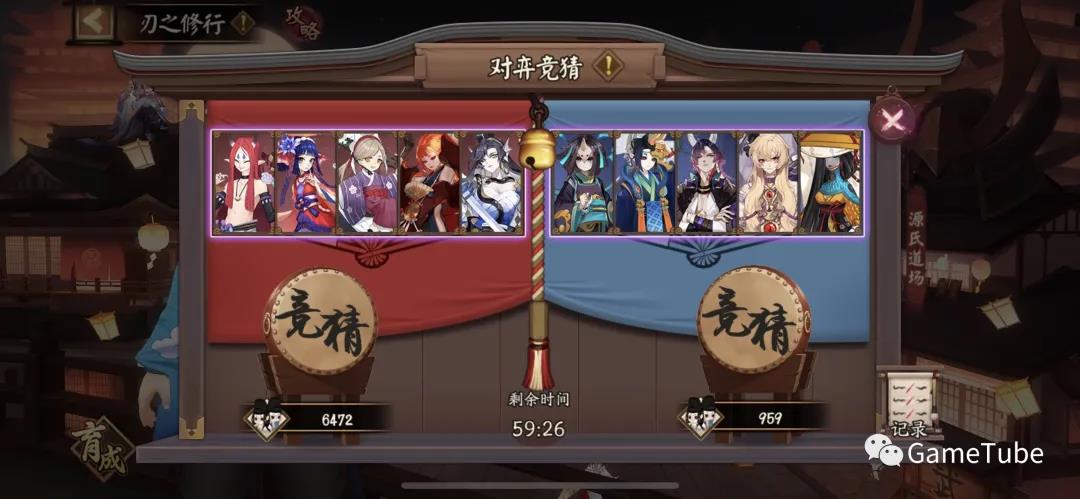 刃之修行
攻略
对弈竞猜
源氏道场
竞猜
竞猜
剩余时间
59:26
6472
959
记录
育成
GameTube